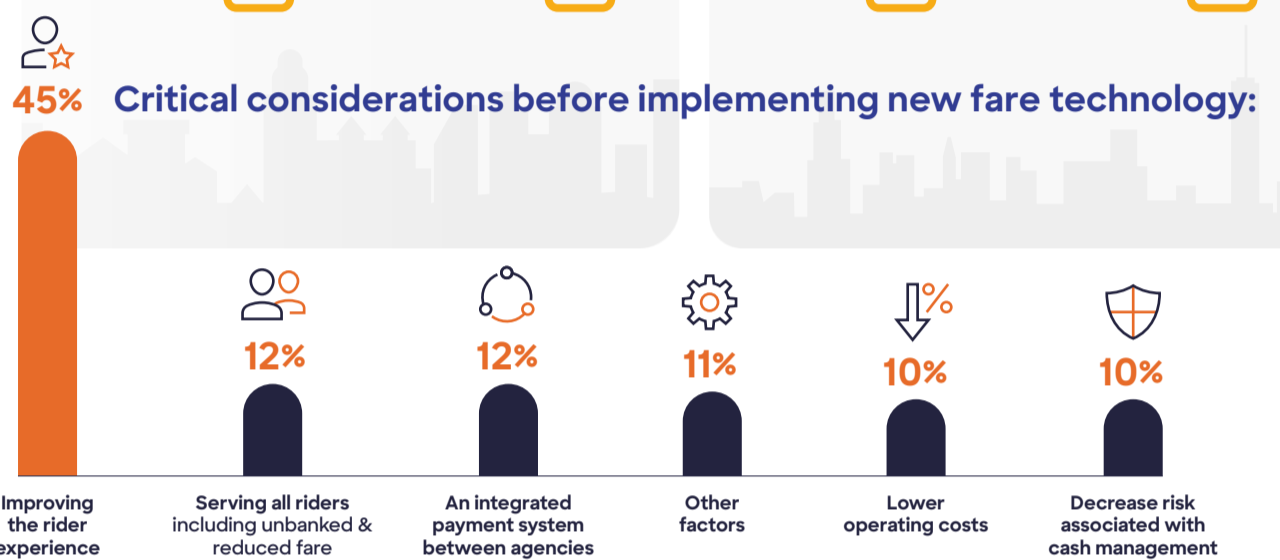 45%
Critical considerations before implementing new fare technology:
12%
12%
11%
10%
10%
Improving
the rider
experience
Serving all riders
including unbanked &
reduced fare
An integrated
payment system
between agencies
Other
factors
Lower
operating costs
Decrease risk
associated with
cash management